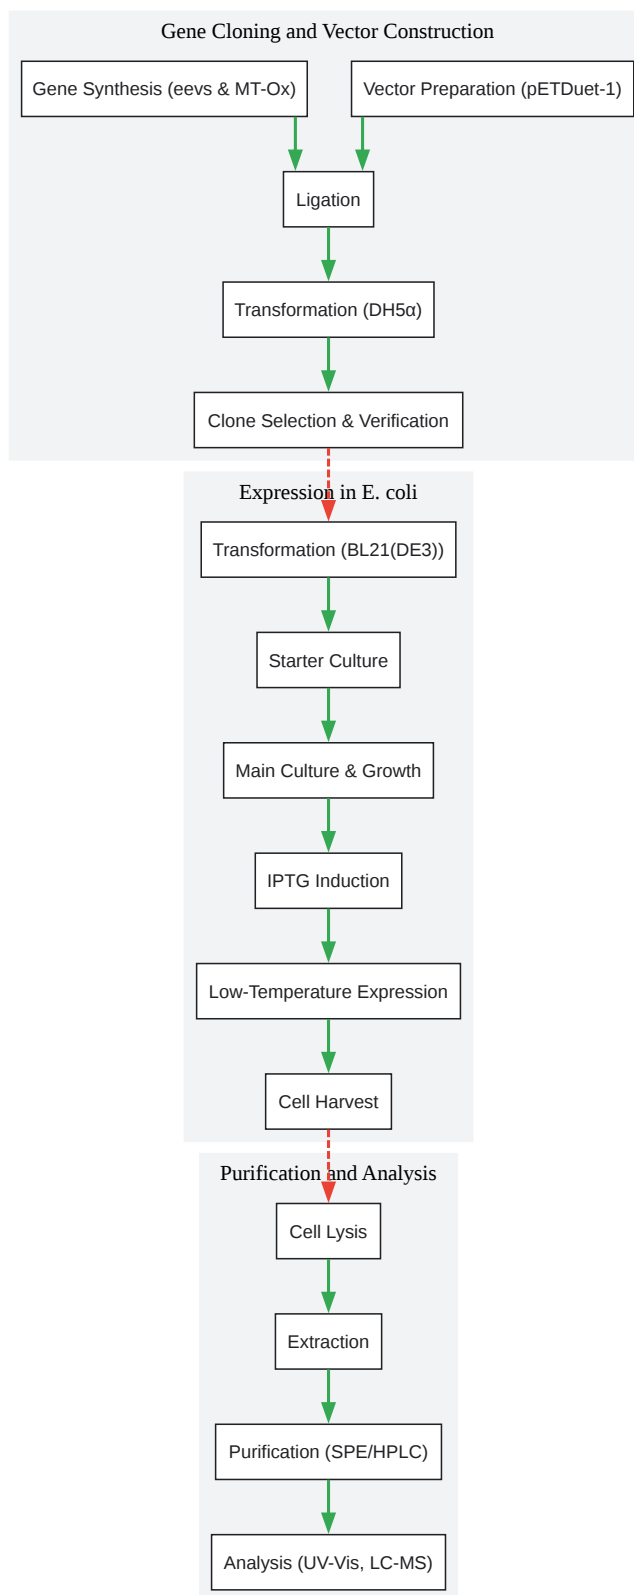 Gene Cloning and Vector Construction
Gene Synthesis (eevs & MT-Ox)
Vector Preparation (pETDuet-1)
Ligation
Transformation (DH5α)
Clone Selection & Verification
Expression in E. coli
Transformation (BL21(DE3))
Starter Culture
Main Culture & Growth
IPTG Induction
Low-Temperature Expression
Cell Harvest
Purification and Analysis
Cell Lysis
Extraction
Purification (SPE/HPLC)
Analysis (UV-Vis, LC-MS)